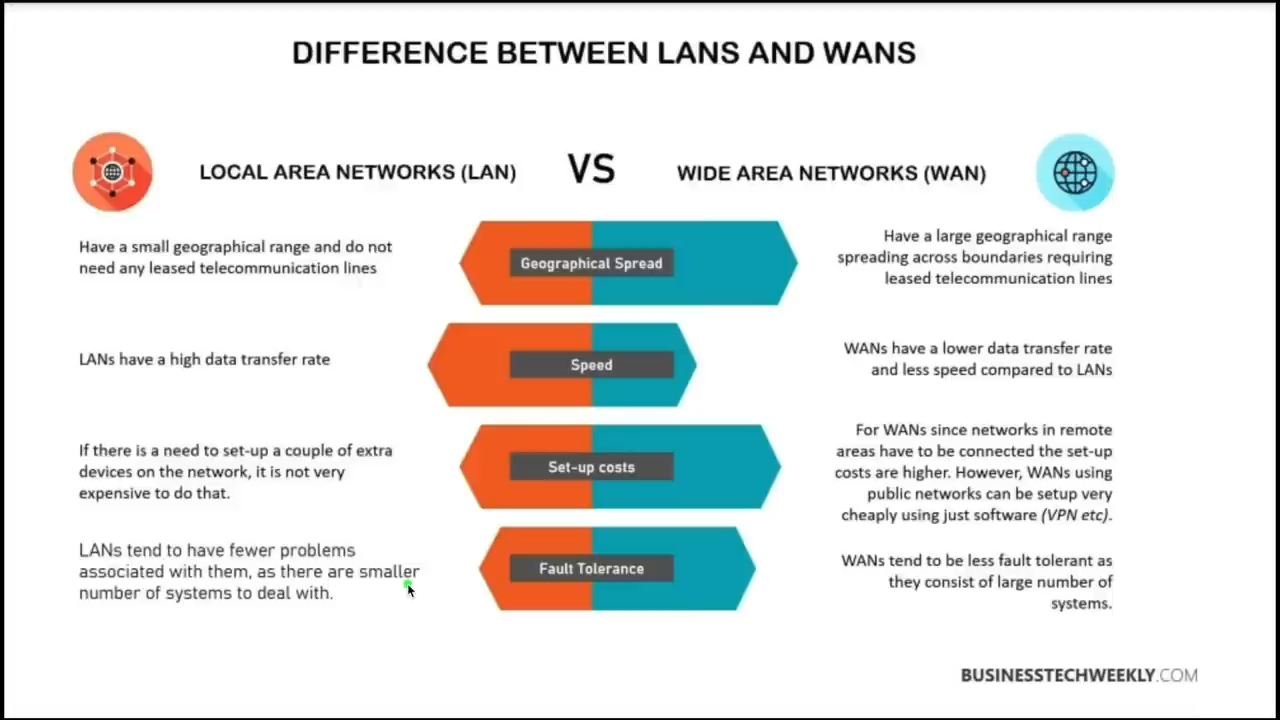 DIFFERENCE BETWEEN LANS AND WANS
LOCAL AREA NETWORKS (LAN)
VS
WIDE AREA NETWORKS (WAN)
Have a small geographical range and do not
need any leased telecommunication lines
Geographical Spread
Have a large geographical range
spreading across boundaries requiring
leased telecommunication lines
LANs have a high data transfer rate
Speed
WANs have a lower data transfer rate
and less speed compared to LANs
If there is a need to set-up a couple of extra
devices on the network, it is not very
expensive to do that.
Set-up costs
For WANs since networks in remote
areas have to be connected the set-up
costs are higher. However, WANs using
public networks can be setup very
cheaply using just software (VPN etc).
LANs tend to have fewer problems
associated with them, as there are smaller
number of systems to deal with.
Fault Tolerance
WANs tend to be less fault tolerant as
they consist of large number of
systems.
BUSINESSTECHWEEKLY.COM